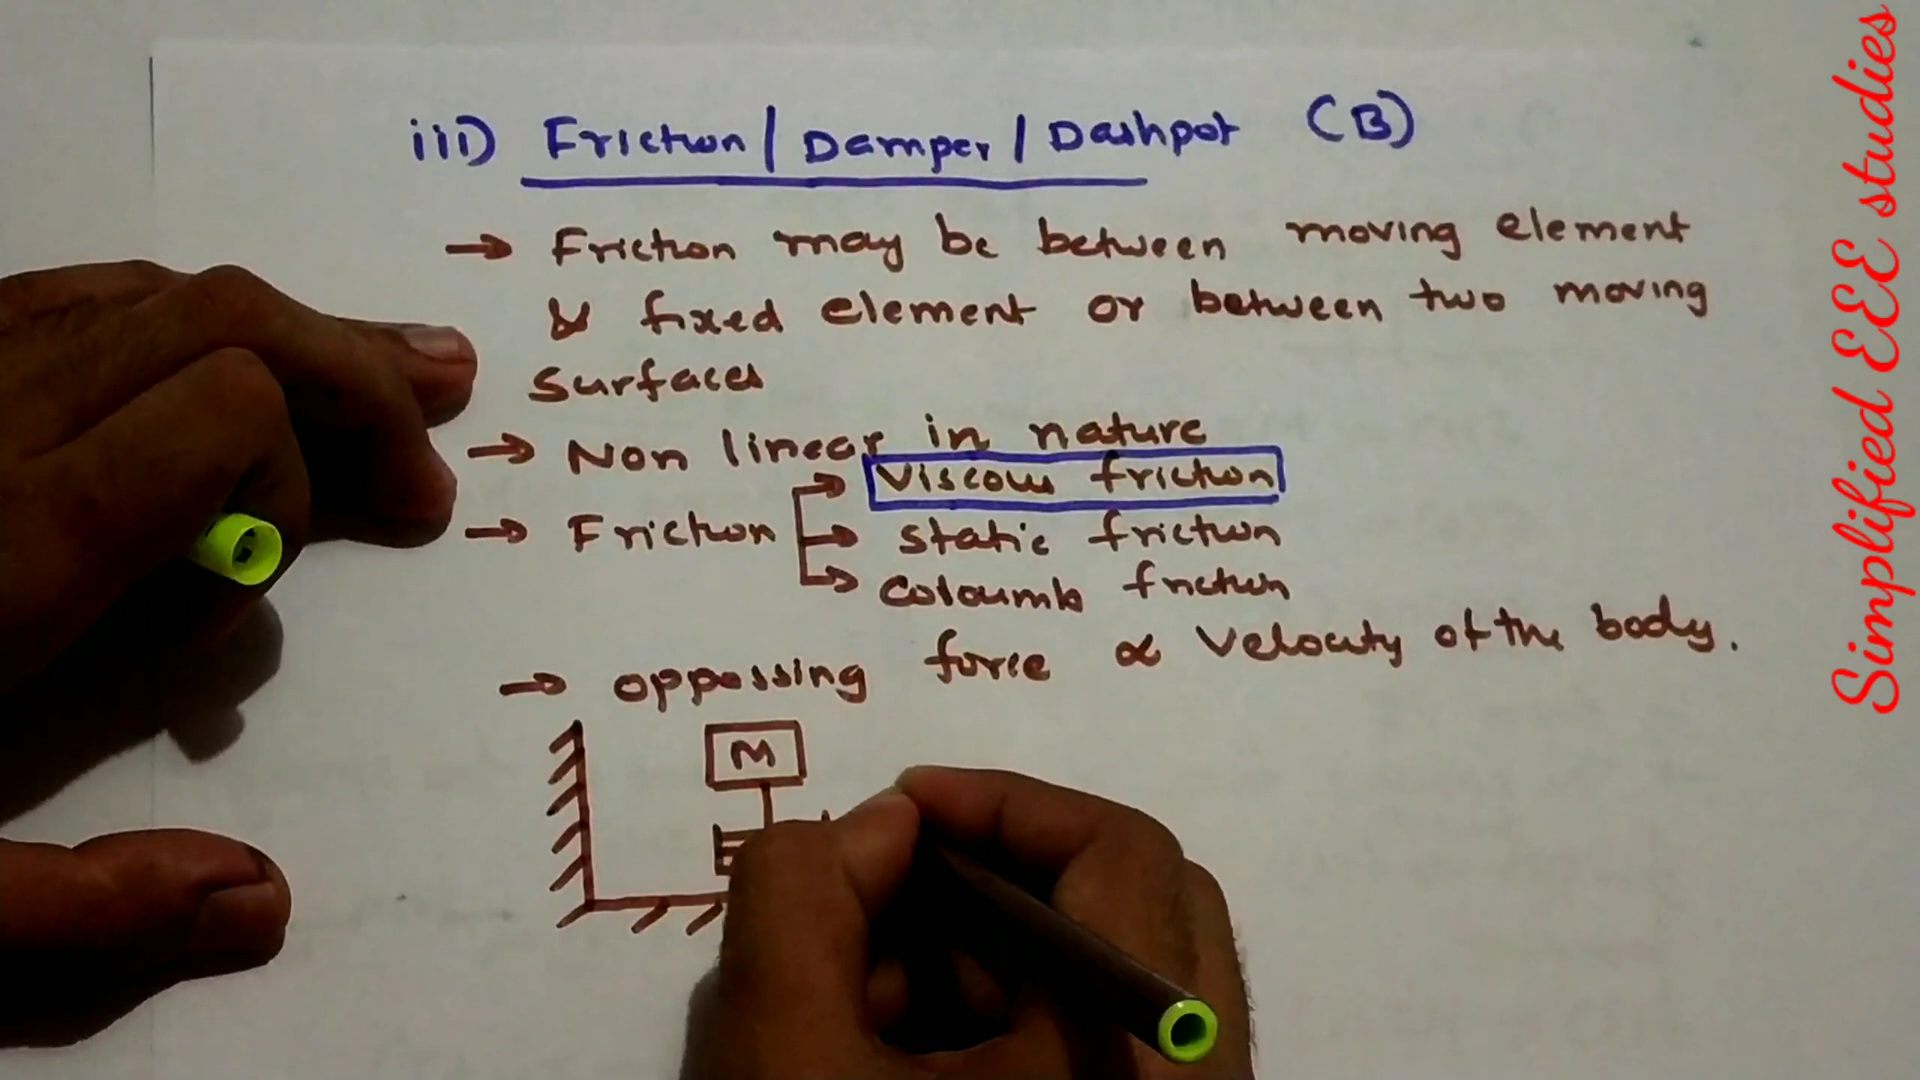 iii) Friction / Damper / Dashpot (B)
→ Friction may be between moving element
& fixed element or between two moving
surfaces
→ Non linear in nature
→ Friction → Viscous friction
→ static friction
→ Coloumb friction
→ oppossing force ∝ Velocity of the body.
M
Simplified EEE studies